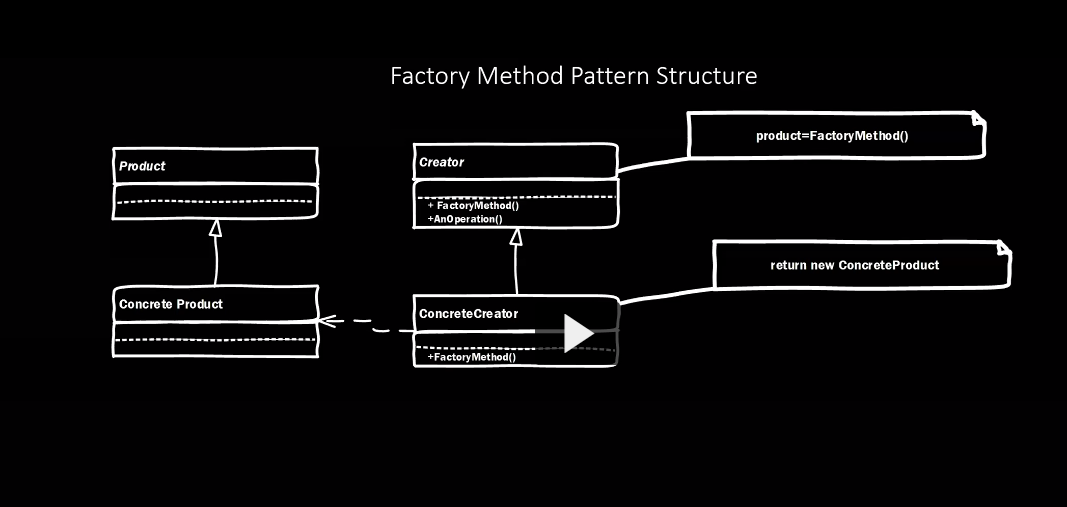 Factory Method Pattern Structure
product=FactoryMethod()
Product
Creator
+ FactoryMethod()
+AnOperation()
return new ConcreteProduct
Concrete Product
ConcreteCreator
+FactoryMethod()